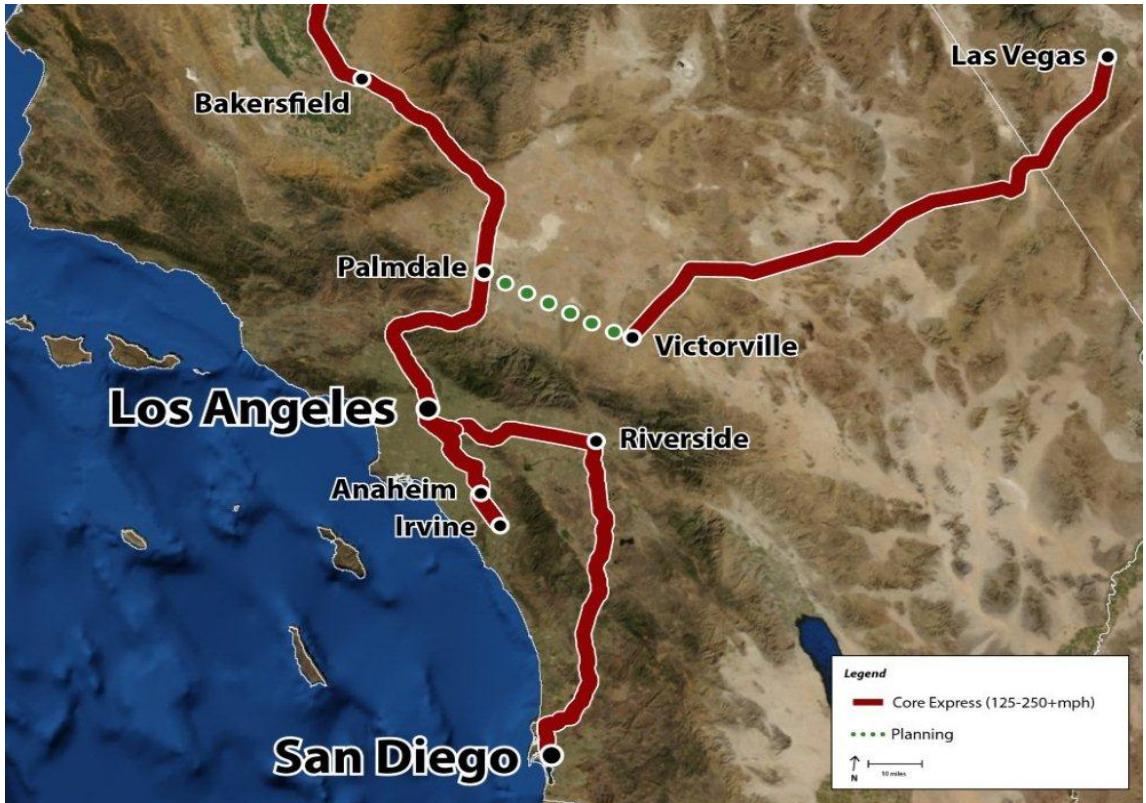 Las Vegas
Bakersfield
Palmdale
Victorville
Los Angeles
Riverside
Anaheim
Irvine
San Diego
Legend
Core Express (125-250+mph)
Planning
N
50 miles